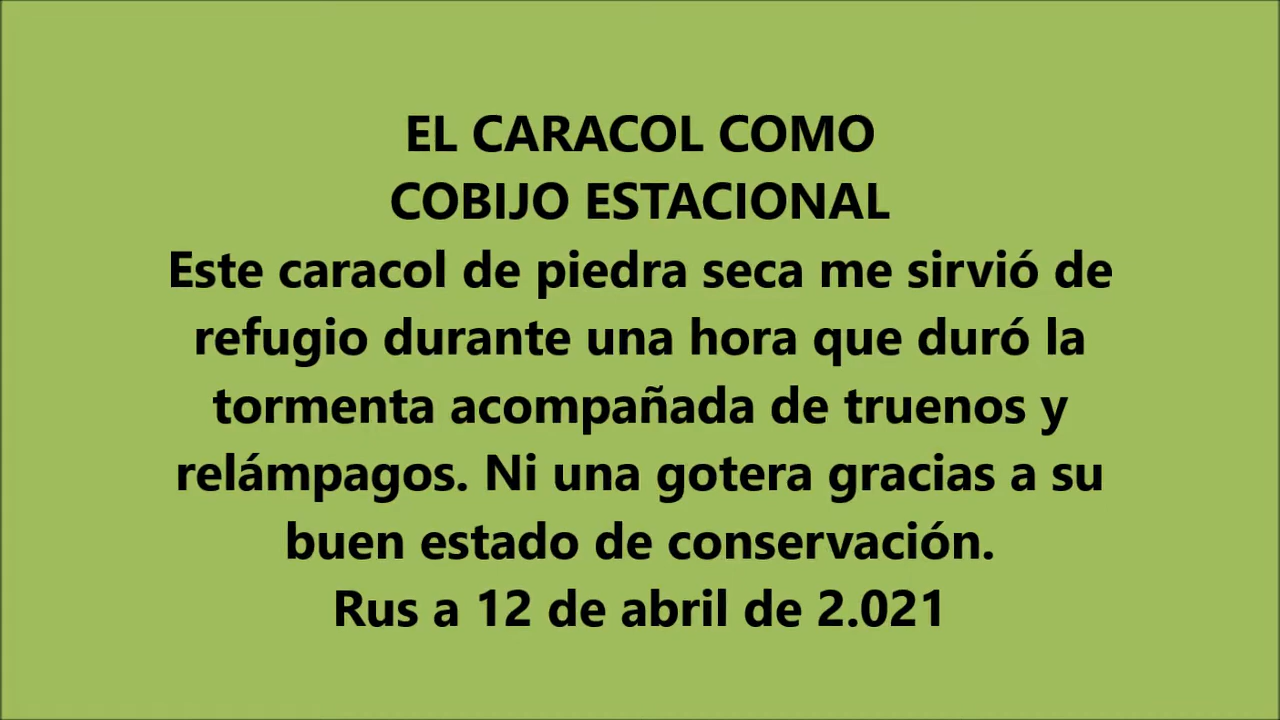 EL CARACOL COMO
COBIJO ESTACIONAL
Este caracol de piedra seca me sirvió de
refugio durante una hora que duró la
tormenta acompañada de truenos y
relámpagos. Ni una gotera gracias a su
buen estado de conservación.
Rus a 12 de abril de 2.021